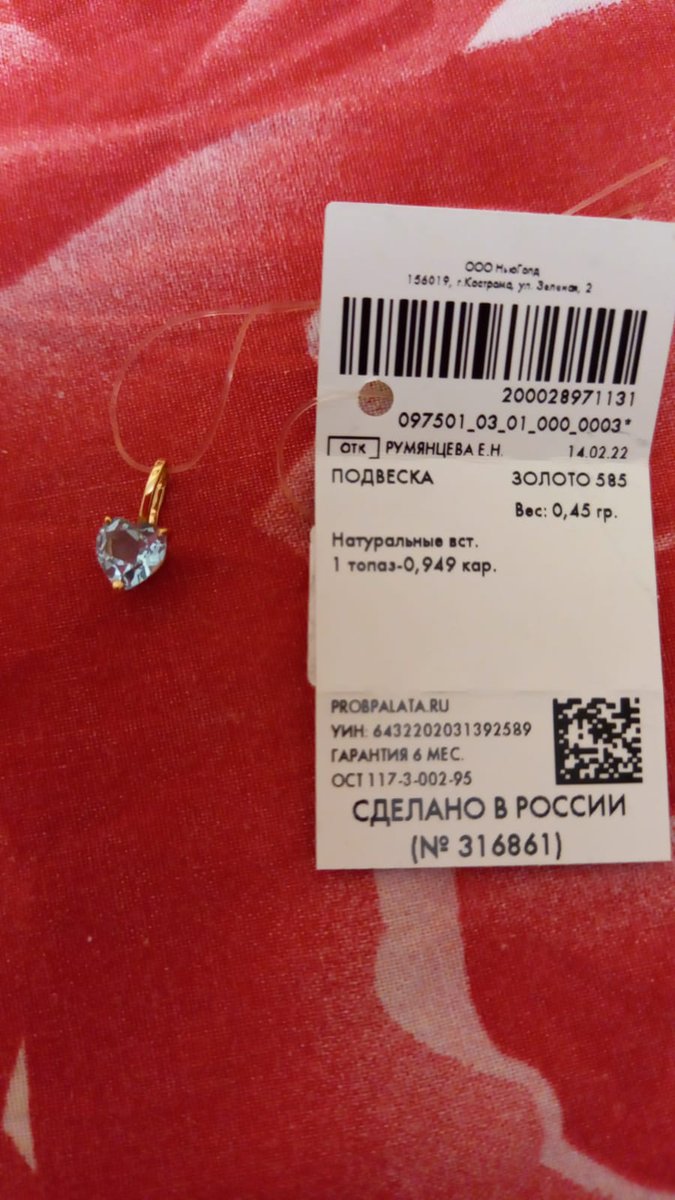 ООО НьюГолд
156019, г.Кострома, ул. Зеленая, 2
200028971131
097501_03_01_000_0003*
ОТК РУМЯНЦЕВА Е.Н. 14.02.22
ПОДВЕСКА ЗОЛОТО 585
Вес: 0,45 гр.
Натуральные вст.
1 топаз-0,949 кар.
PROBPALATA.RU
УИН: 6432202031392589
ГАРАНТИЯ 6 МЕС.
ОСТ 117-3-002-95
СДЕЛАНО В РОССИИ
(№ 316861)